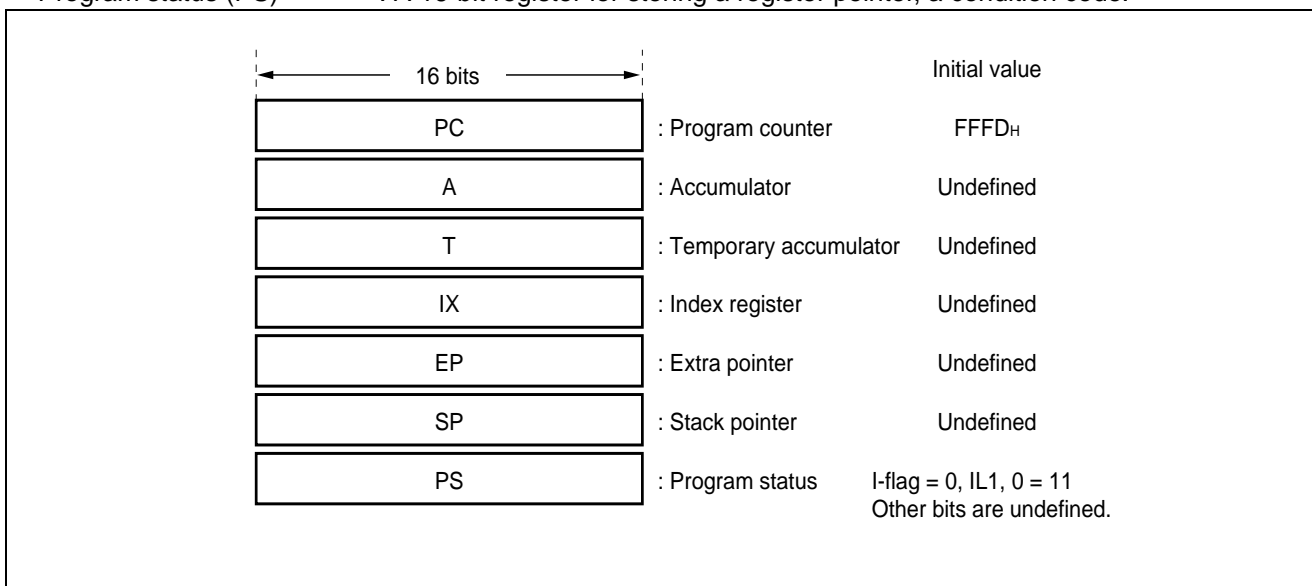 16 bits Initial value
PC : Program counter FFFDH
A : Accumulator Undefined
T : Temporary accumulator Undefined
IX : Index register Undefined
EP : Extra pointer Undefined
SP : Stack pointer Undefined
PS : Program status I-flag = 0, IL1, 0 = 11
Other bits are undefined.